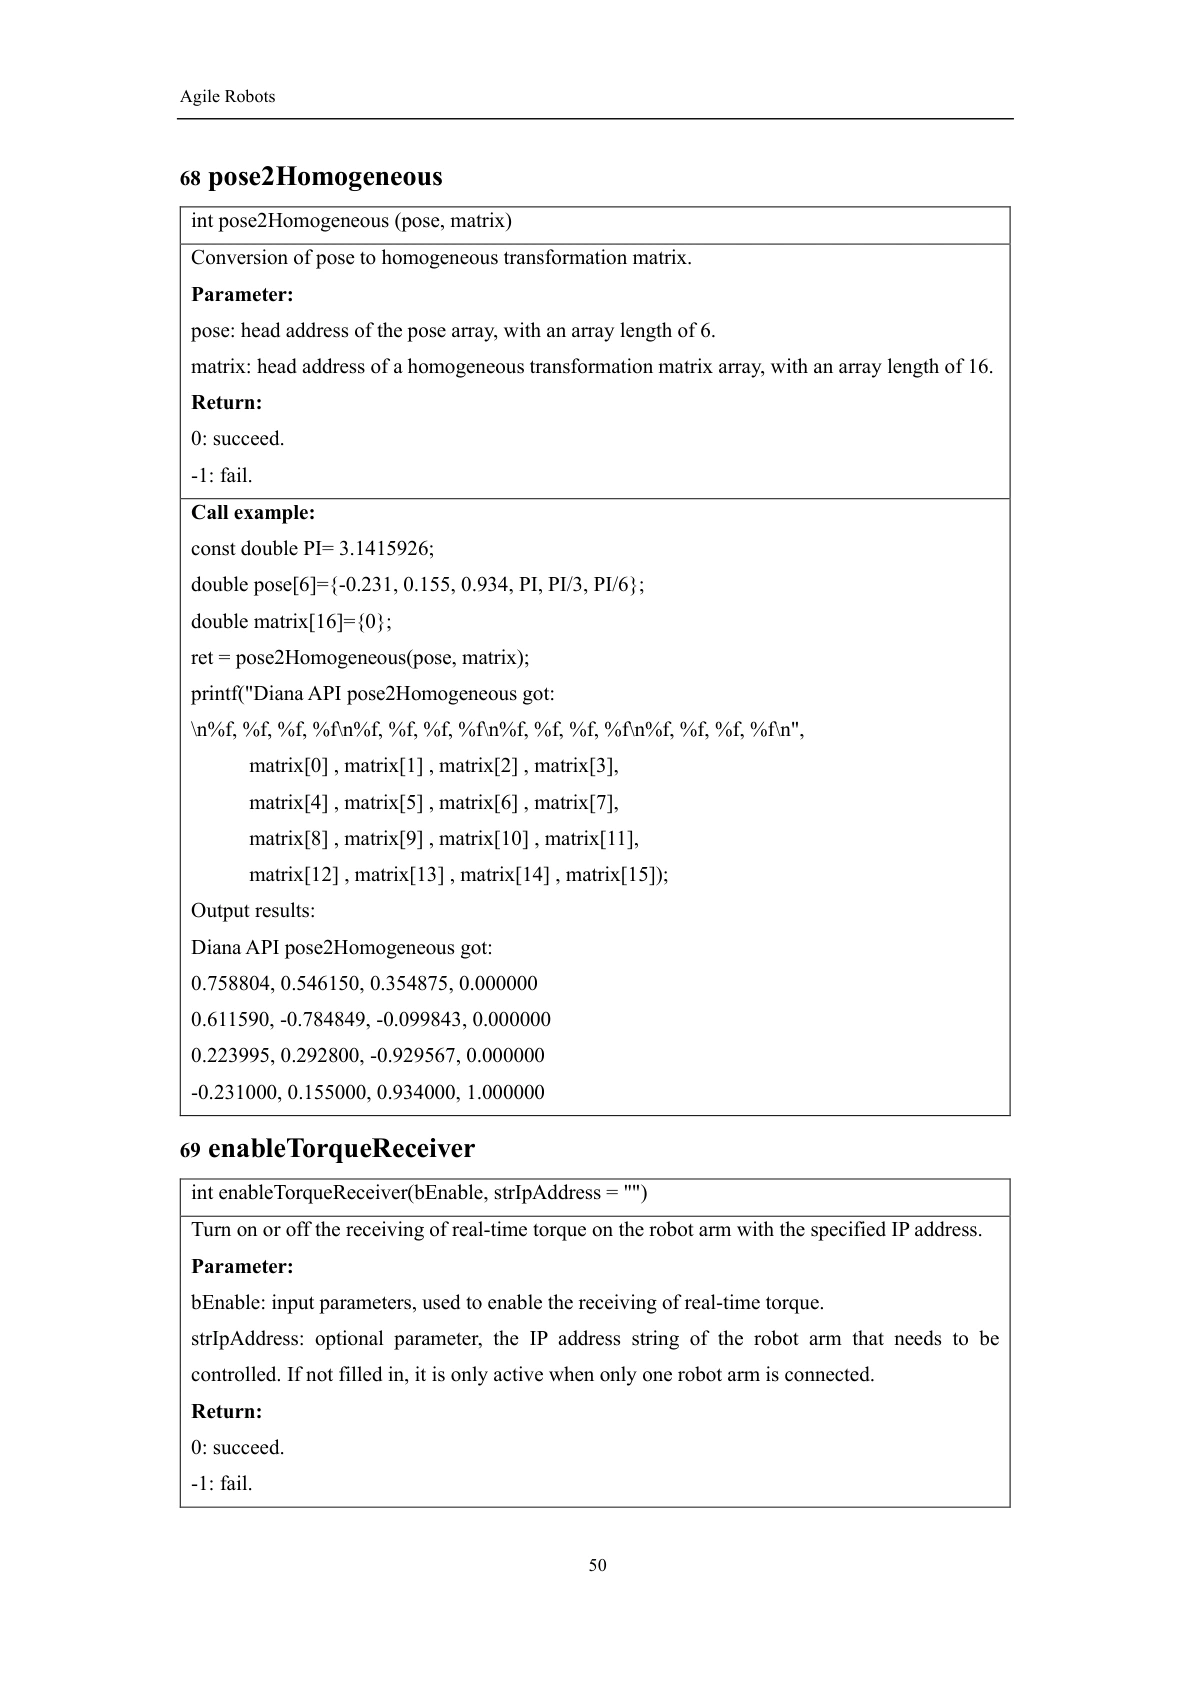 Agile Robots
68 pose2Homogeneous
int pose2Homogeneous (pose, matrix)
Conversion of pose to homogeneous transformation matrix.
Parameter:
pose: head address of the pose array, with an array length of 6.
matrix: head address of a homogeneous transformation matrix array, with an array length of 16.
Return:
0: succeed.
-1: fail.
Call example:
const double PI= 3.1415926;
double pose[6]={-0.231, 0.155, 0.934, PI, PI/3, PI/6};
double matrix[16]={0};
ret = pose2Homogeneous(pose, matrix);
printf("Diana API pose2Homogeneous got:
\n%f, %f, %f, %f\n%f, %f, %f, %f\n%f, %f, %f, %f\n%f, %f, %f, %f\n",
matrix[0] , matrix[1] , matrix[2] , matrix[3],
matrix[4] , matrix[5] , matrix[6] , matrix[7],
matrix[8] , matrix[9] , matrix[10] , matrix[11],
matrix[12] , matrix[13] , matrix[14] , matrix[15]);
Output results:
Diana API pose2Homogeneous got:
0.758804, 0.546150, 0.354875, 0.000000
0.611590, -0.784849, -0.099843, 0.000000
0.223995, 0.292800, -0.929567, 0.000000
-0.231000, 0.155000, 0.934000, 1.000000
69 enableTorqueReceiver
int enableTorqueReceiver(bEnable, strIpAddress = "")
Turn on or off the receiving of real-time torque on the robot arm with the specified IP address.
Parameter:
bEnable: input parameters, used to enable the receiving of real-time torque.
strIpAddress: optional parameter, the IP address string of the robot arm that needs to be
controlled. If not filled in, it is only active when only one robot arm is connected.
Return:
0: succeed.
-1: fail.
50